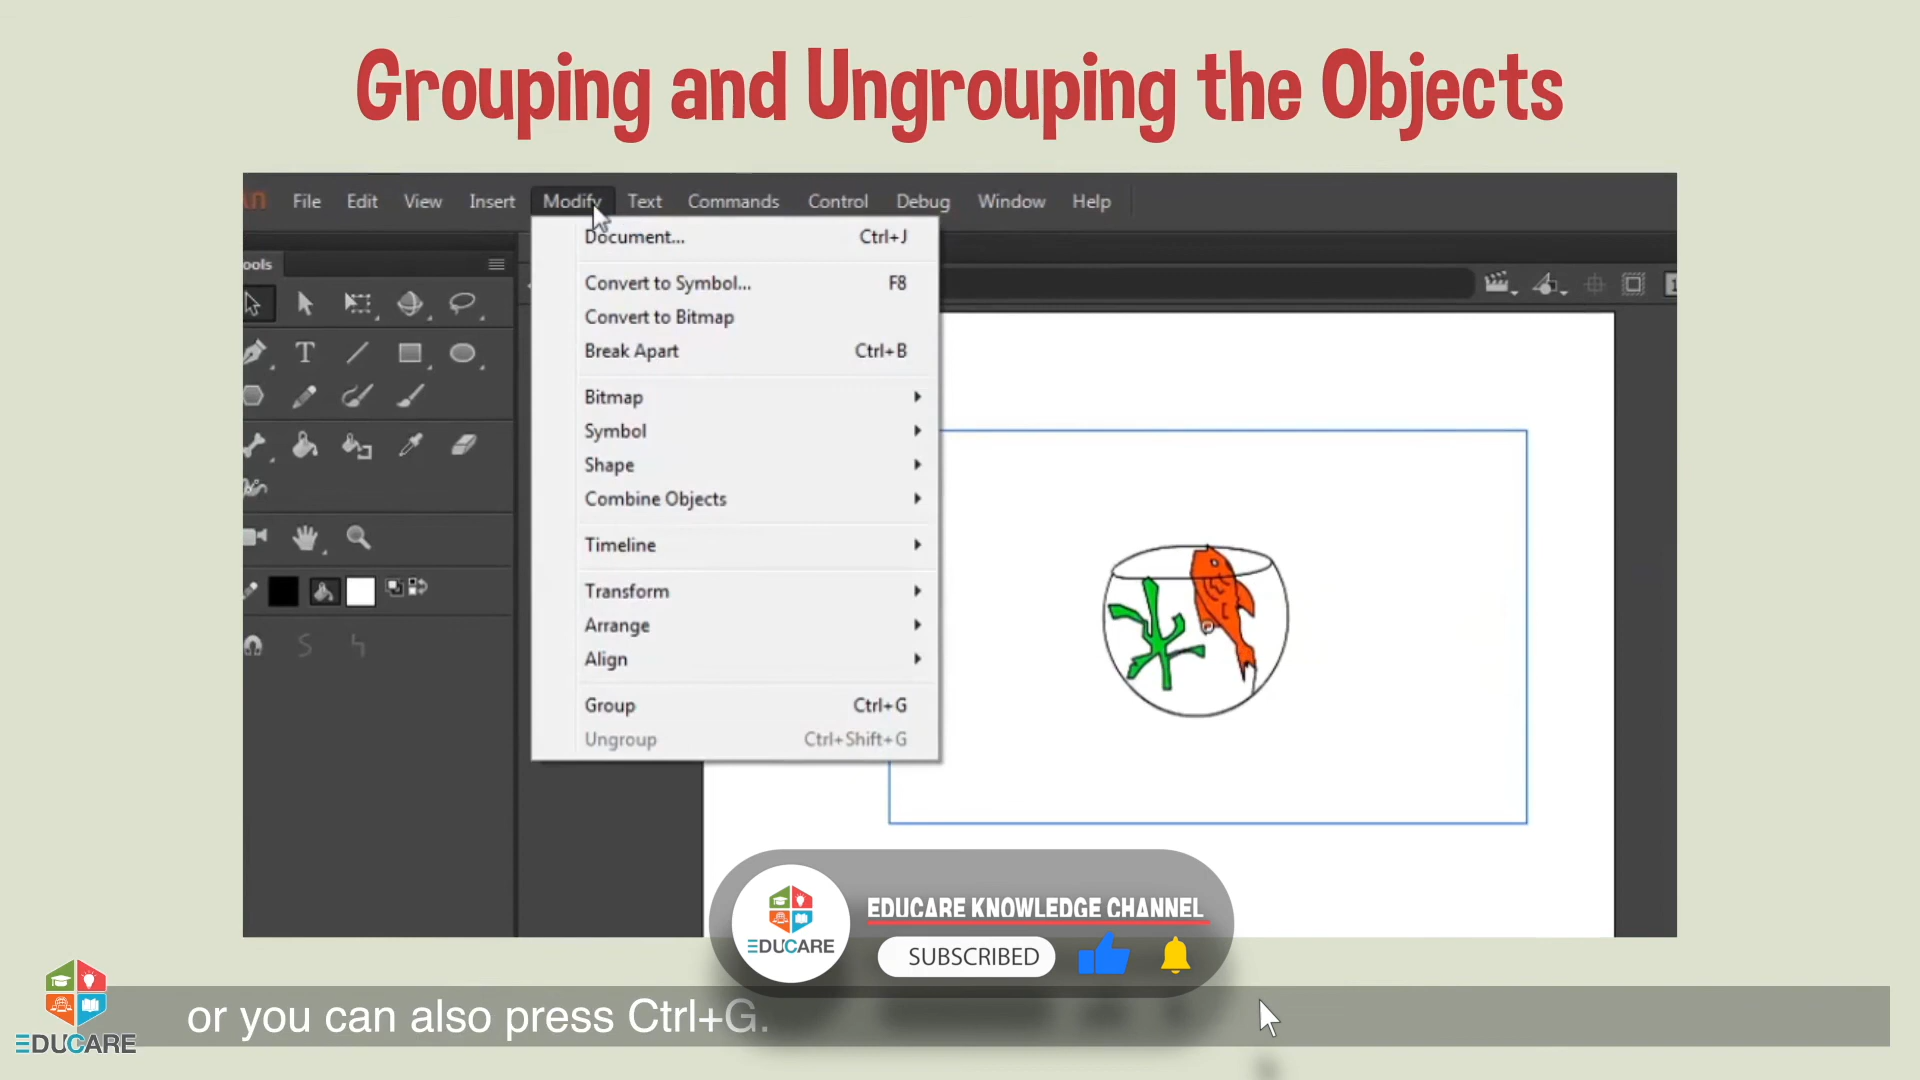 Grouping and Ungrouping the Objects
File Edit View Insert Modify Text Commands Control Debug Window Help
Document... Ctrl+J
ools
Convert to Symbol... F8
Convert to Bitmap
Break Apart Ctrl+B
Bitmap
Symbol
Shape
Combine Objects
Timeline
Transform
Arrange
Align
Group Ctrl+G
Ungroup Ctrl+Shift+G
EDUCARE
EDUCARE KNOWLEDGE CHANNEL
SUBSCRIBED
or you can also press Ctrl+G.
EDUCARE